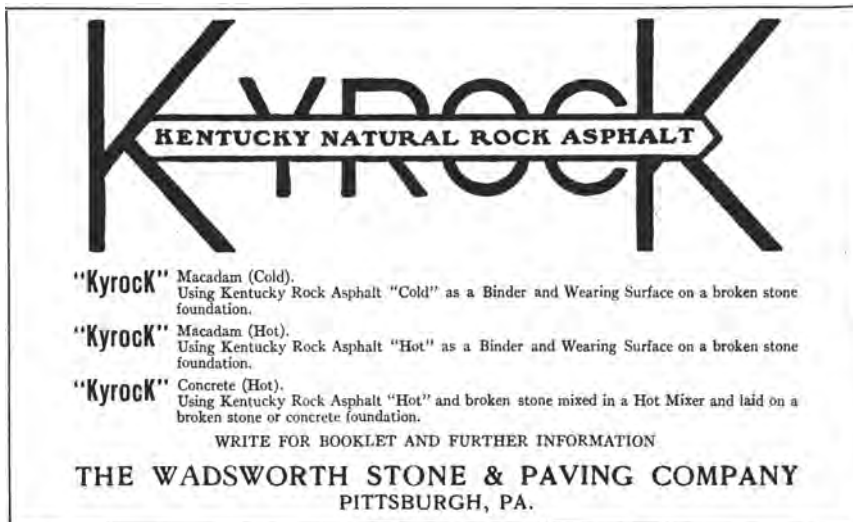 KYROCK
KENTUCKY NATURAL ROCK ASPHALT
"KyrocK" Macadam (Cold).
Using Kentucky Rock Asphalt "Cold" as a Binder and Wearing Surface on a broken stone
foundation.
"KyrocK" Macadam (Hot).
Using Kentucky Rock Asphalt "Hot" as a Binder and Wearing Surface on a broken stone
foundation.
"KyrocK" Concrete (Hot).
Using Kentucky Rock Asphalt "Hot" and broken stone mixed in a Hot Mixer and laid on a
broken stone or concrete foundation.
WRITE FOR BOOKLET AND FURTHER INFORMATION
THE WADSWORTH STONE & PAVING COMPANY
PITTSBURGH, PA.